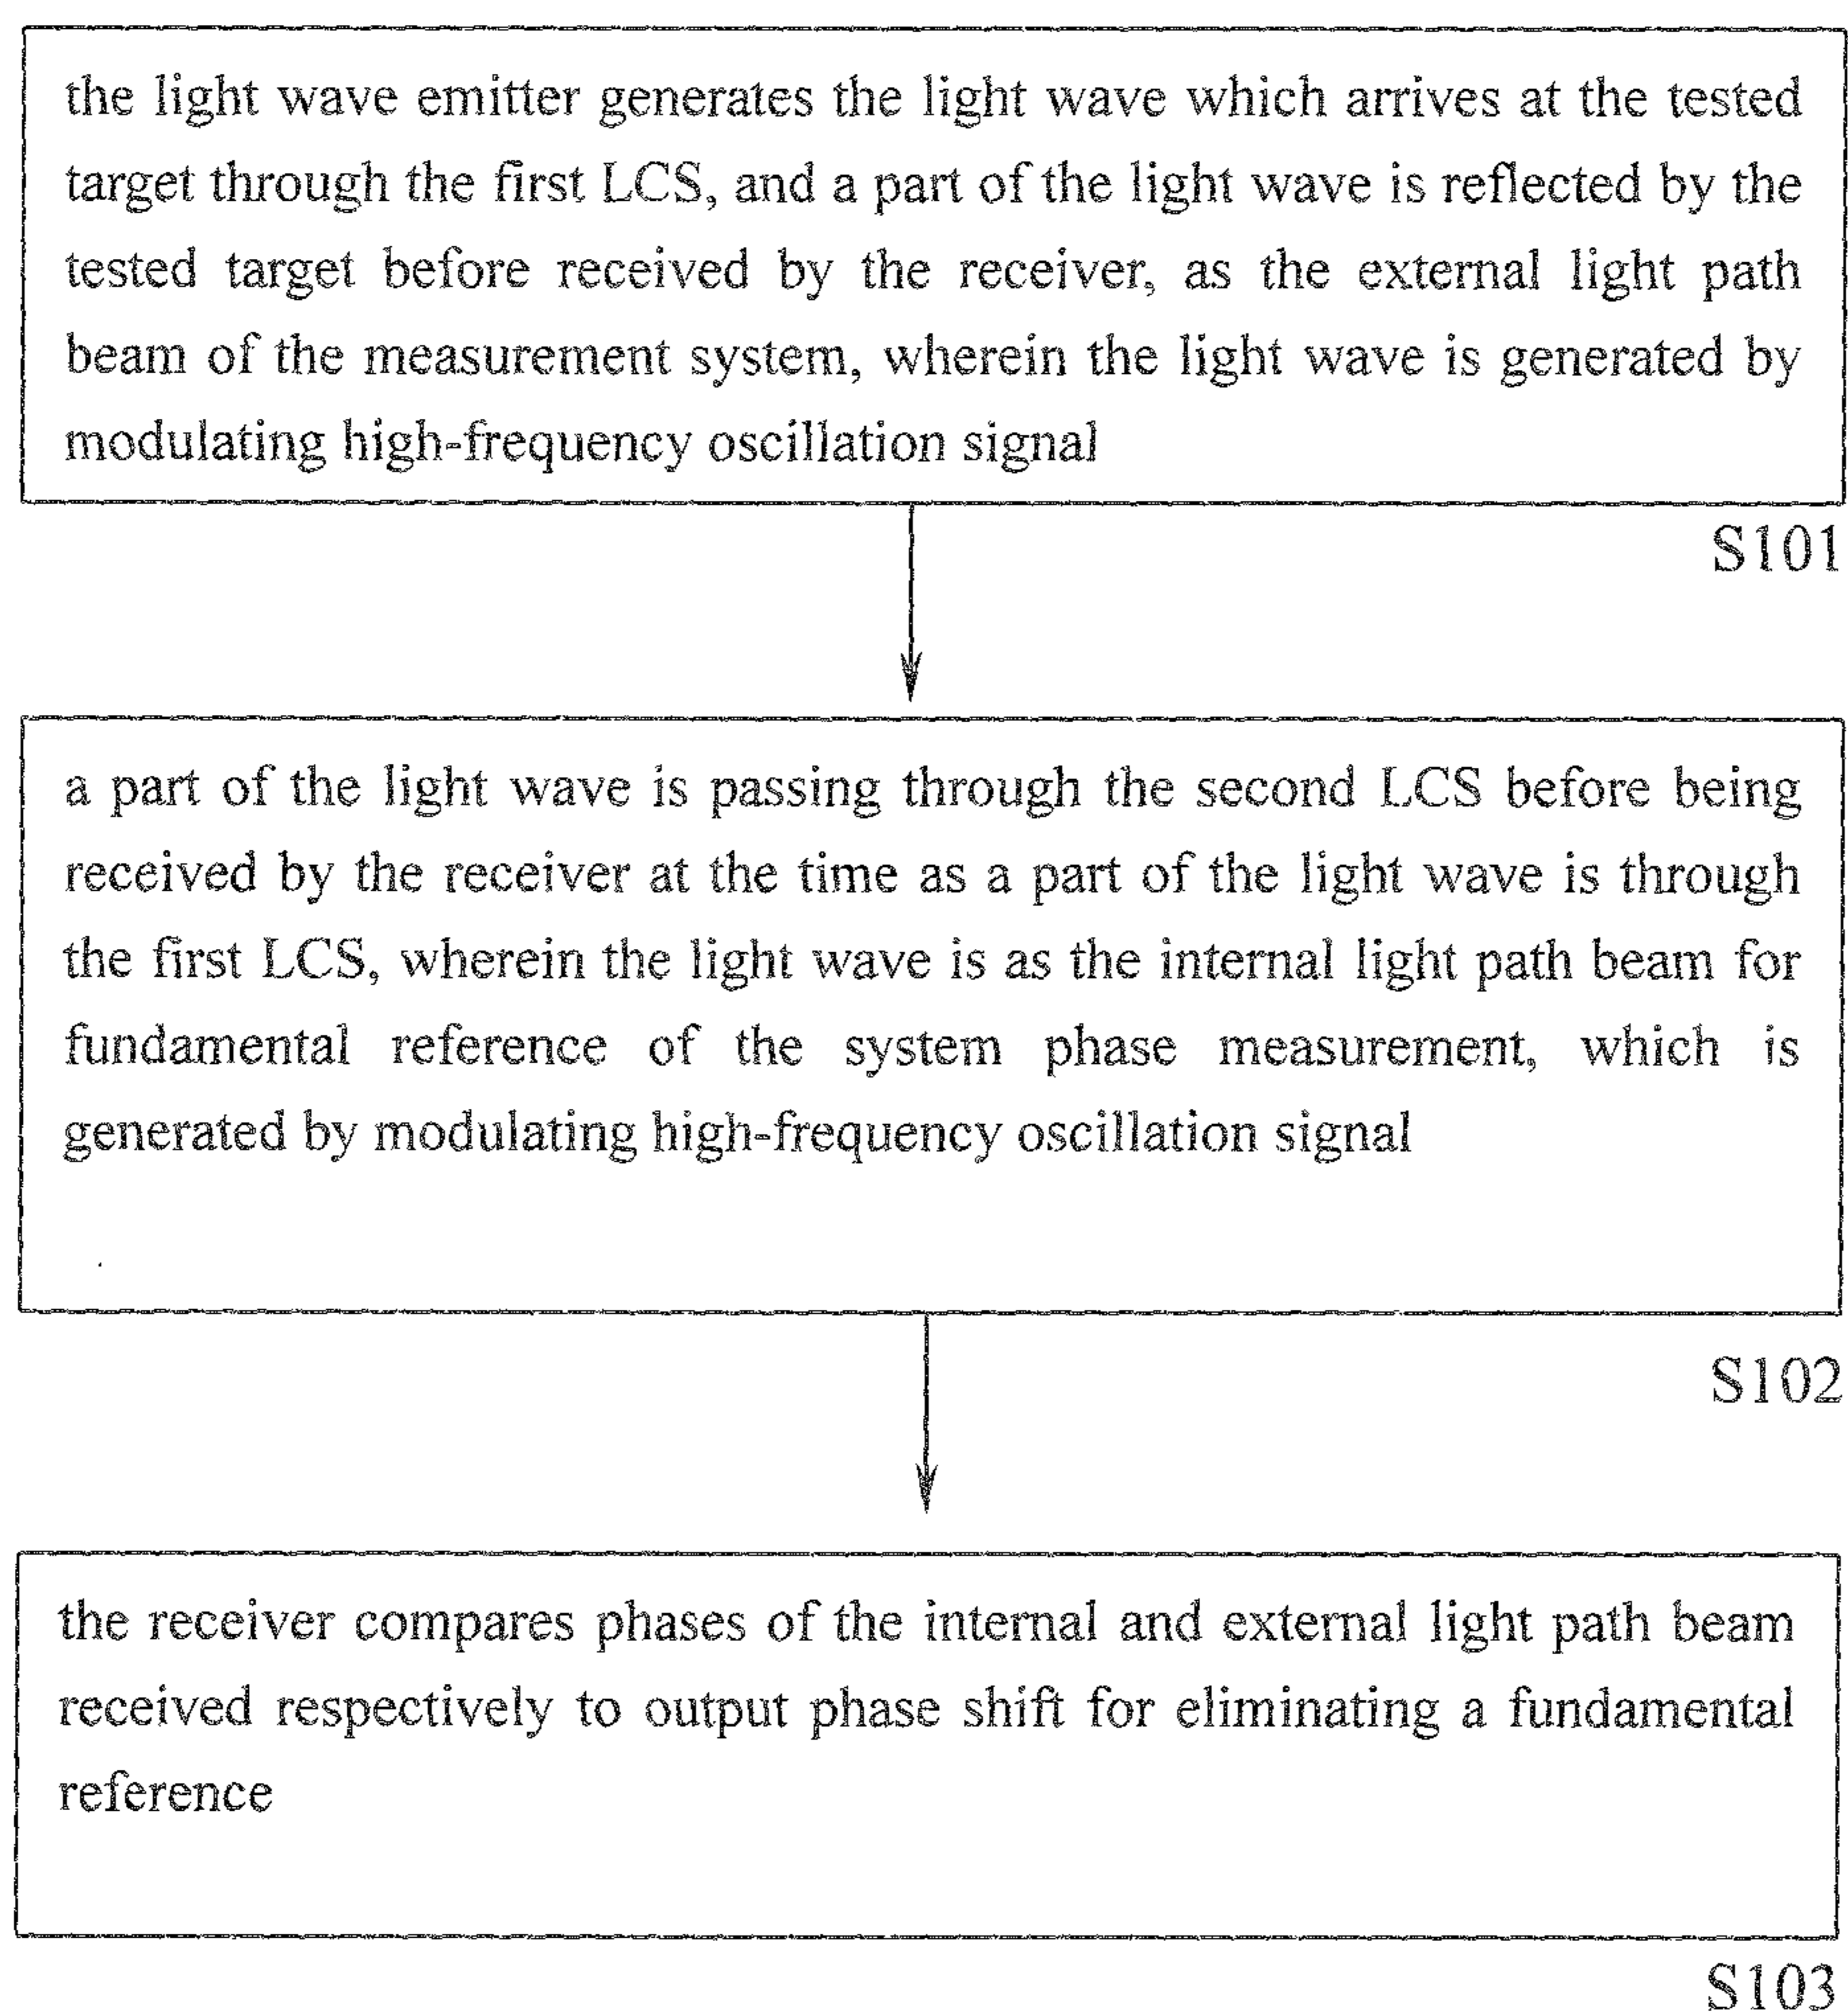 the light wave emitter generates the light wave which arrives at the tested
target through the first LCS, and a part of the light wave is reflected by the
tested target before received by the receiver, as the external light path
beam of the measurement system, wherein the light wave is generated by
modulating high-frequency oscillation signal
S101
a part of the light wave is passing through the second LCS before being
received by the receiver at the time as a part of the light wave is through
the first LCS, wherein the light wave is as the internal light path beam for
fundamental reference of the system phase measurement, which is
generated by modulating high-frequency oscillation signal
S102
the receiver compares phases of the internal and external light path beam
received respectively to output phase shift for eliminating a fundamental
reference
S103